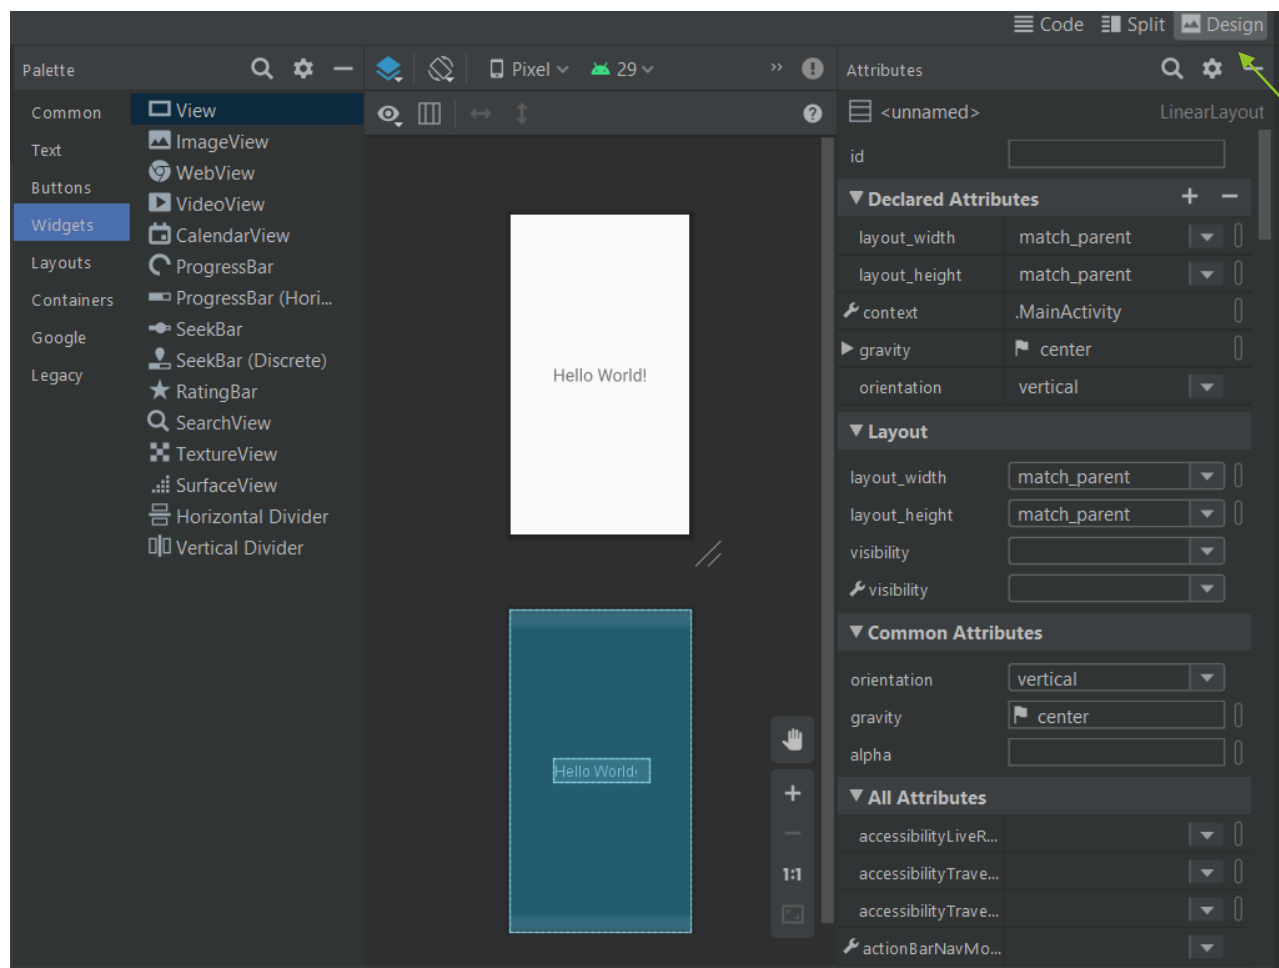 Code Split Design
Palette
Pixel 29
Attributes
Common
Text
Buttons
Widgets
Layouts
Containers
Google
Legacy
View
ImageView
WebView
VideoView
CalendarView
ProgressBar
ProgressBar (Hori...
SeekBar
SeekBar (Discrete)
RatingBar
SearchView
TextureView
SurfaceView
Horizontal Divider
Vertical Divider
Hello World!
Hello World!
1:1
<unnamed> LinearLayout
id
Declared Attributes
layout_width match_parent
layout_height match_parent
context .MainActivity
gravity center
orientation vertical
Layout
layout_width match_parent
layout_height match_parent
visibility
visibility
Common Attributes
orientation vertical
gravity center
alpha
All Attributes
accessibilityLiveR...
accessibilityTrave...
accessibilityTrave...
actionBarNavMo...